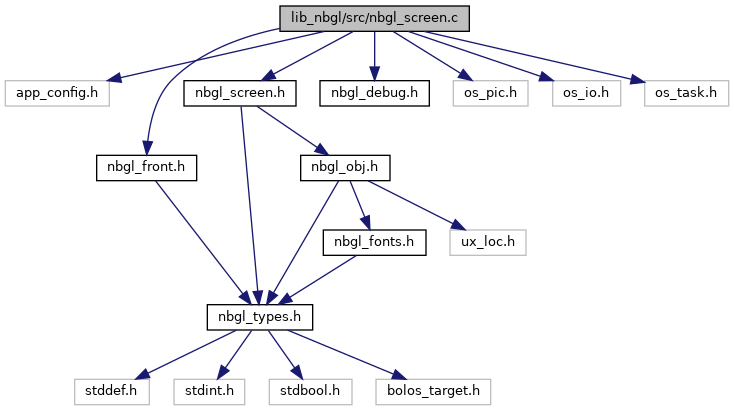 lib_nbgl/src/nbgl_screen.c
app_config.h
nbgl_screen.h
nbgl_debug.h
os_pic.h
os_io.h
os_task.h
nbgl_front.h
nbgl_obj.h
nbgl_fonts.h
ux_loc.h
nbgl_types.h
stddef.h
stdint.h
stdbool.h
bolos_target.h